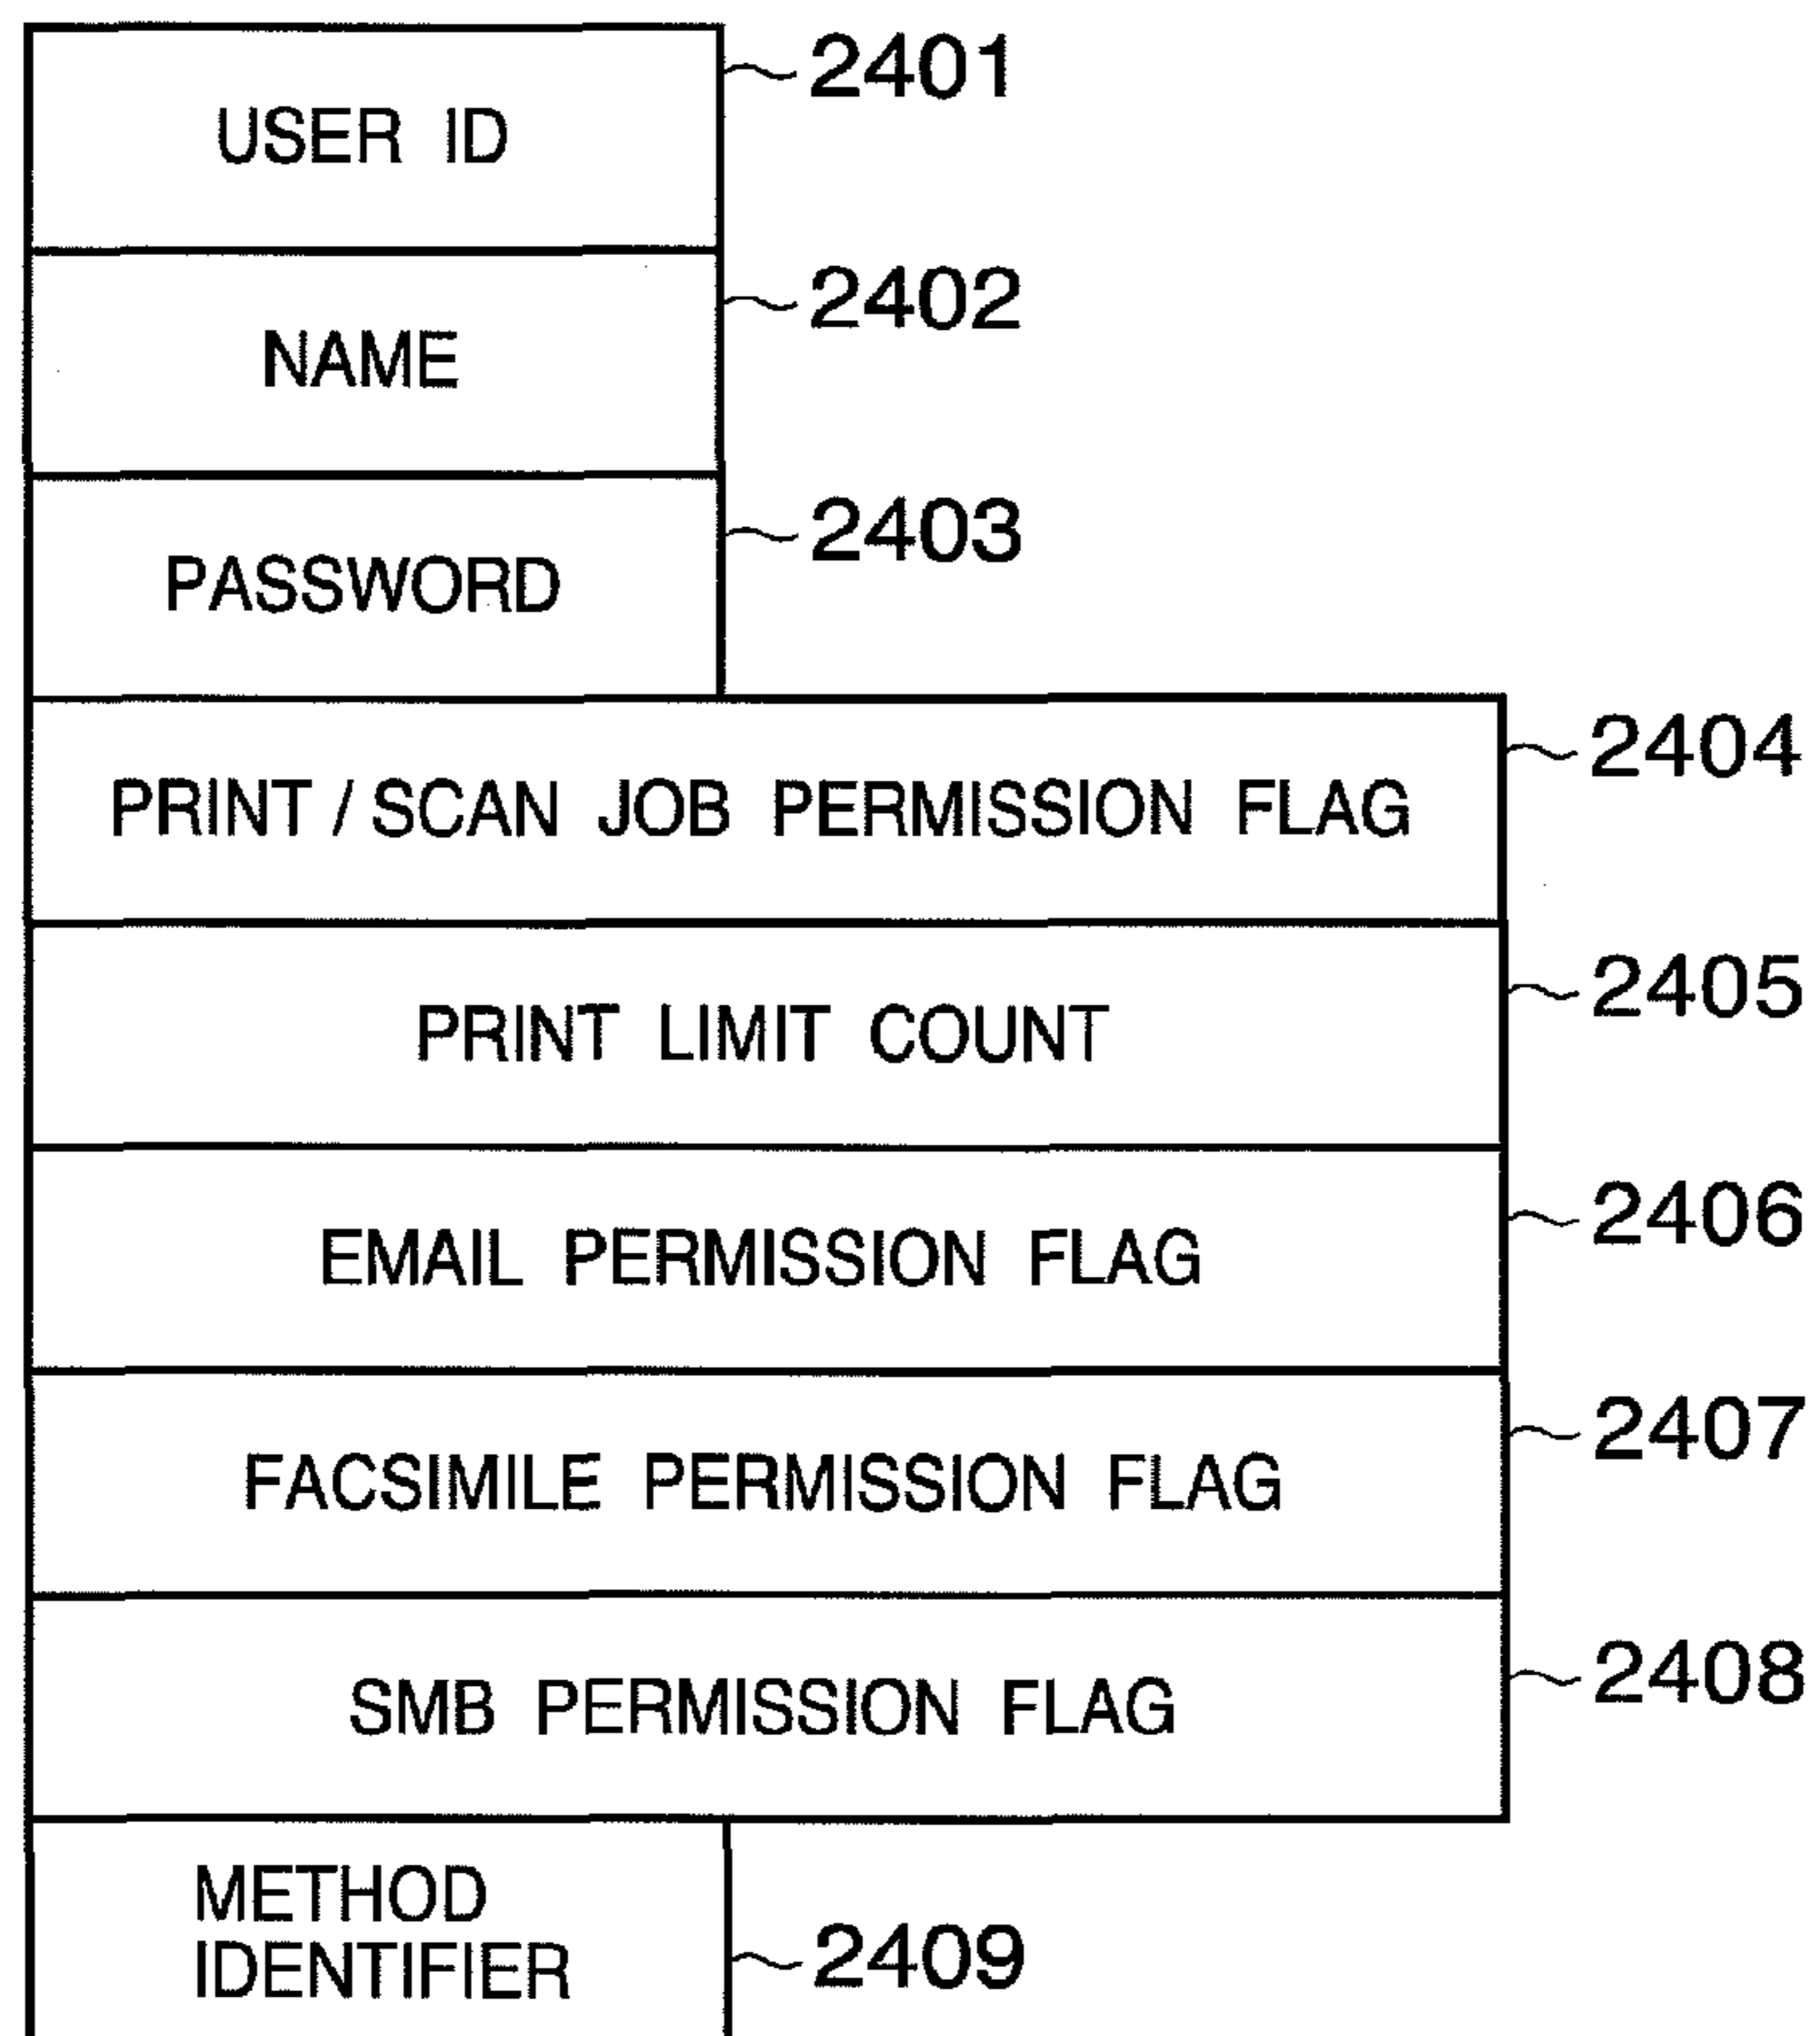 USER ID
2401
NAME
2402
PASSWORD
2403
PRINT / SCAN JOB PERMISSION FLAG
2404
PRINT LIMIT COUNT
2405
EMAIL PERMISSION FLAG
2406
FACSIMILE PERMISSION FLAG
2407
SMB PERMISSION FLAG
2408
METHOD
IDENTIFIER
2409